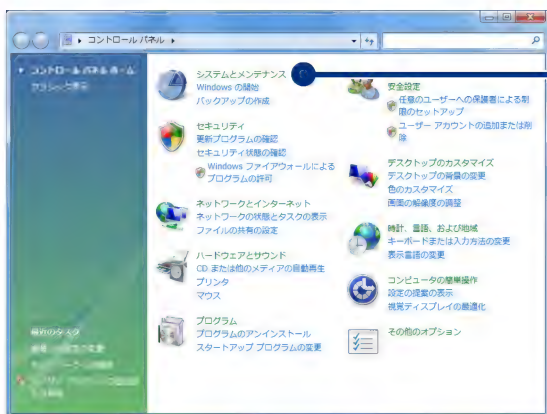 コントロール パネル
コントロール パネル ホーム
クラシック表示
システムとメンテナンス
Windows の開始
バックアップの作成
セキュリティ
更新プログラムの確認
セキュリティ状態の確認
Windows ファイアウォールによる
プログラムの許可
ネットワークとインターネット
ネットワークの状態とタスクの表示
ファイルの共有の設定
ハードウェアとサウンド
CD または他のメディアの自動再生
プリンタ
マウス
プログラム
プログラムのアンインストール
スタートアップ プログラムの変更
安全設定
任意のユーザーへの保護者による制
限のセットアップ
ユーザー アカウントの追加または削
除
デスクトップのカスタマイズ
デスクトップの背景の変更
色のカスタマイズ
画面の解像度の調整
時計、言語、および地域
キーボードまたは入力方法の変更
表示言語の変更
コンピュータの簡単操作
設定の提案の表示
視覚ディスプレイの最適化
その他のオプション
最近のタスク